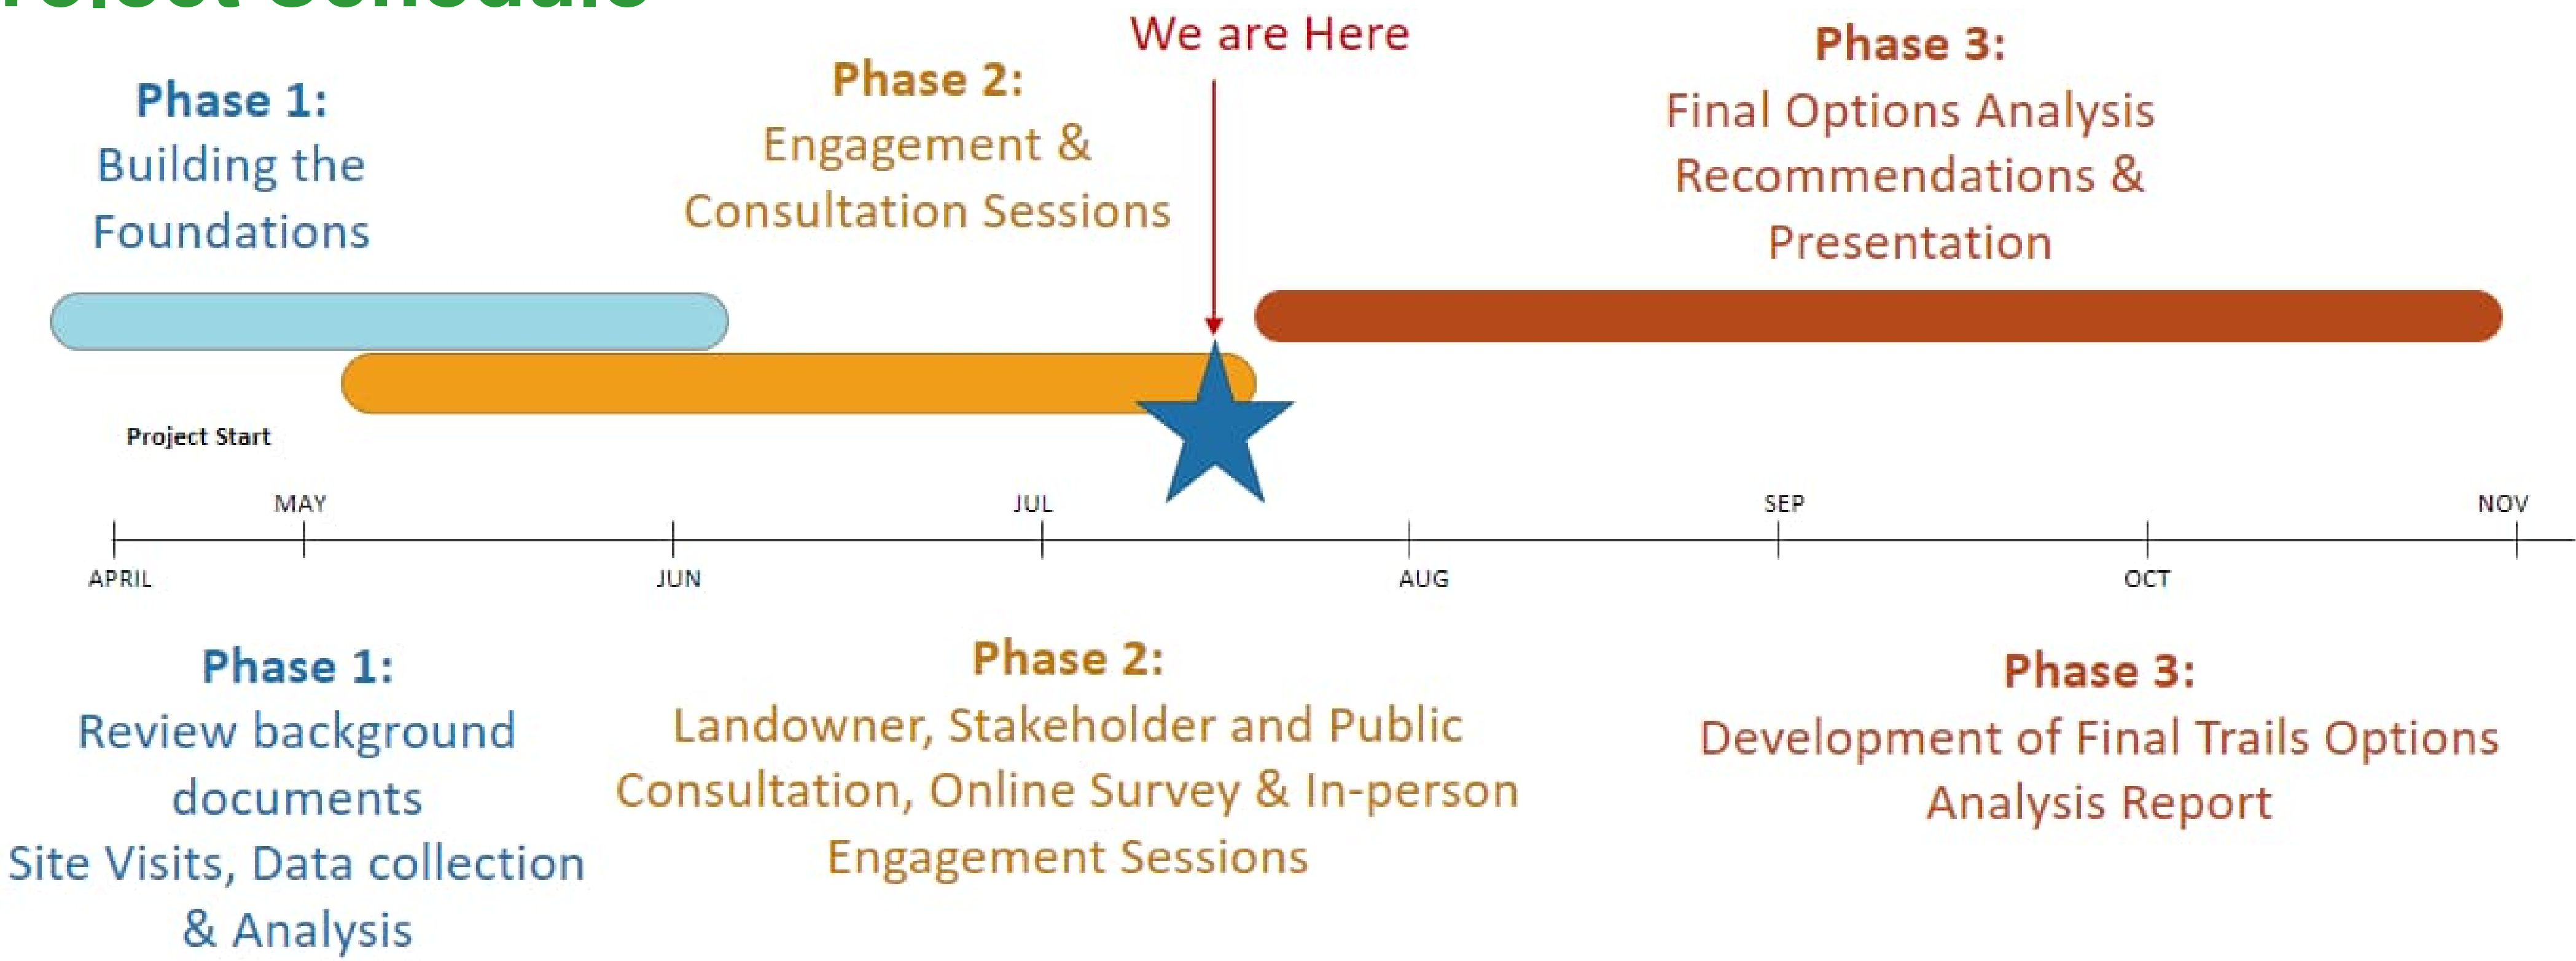 We are Here
Phase 1:
Building the
Foundations
Phase 2:
Engagement &
Consultation Sessions
Phase 3:
Final Options Analysis
Recommendations &
Presentation
Project Start
MAY
JUL
SEP
NOV
APRIL
JUN
AUG
OCT
Phase 1:
Review background
documents
Site Visits, Data collection
& Analysis
Phase 2:
Landowner, Stakeholder and Public
Consultation, Online Survey & In-person
Engagement Sessions
Phase 3:
Development of Final Trails Options
Analysis Report